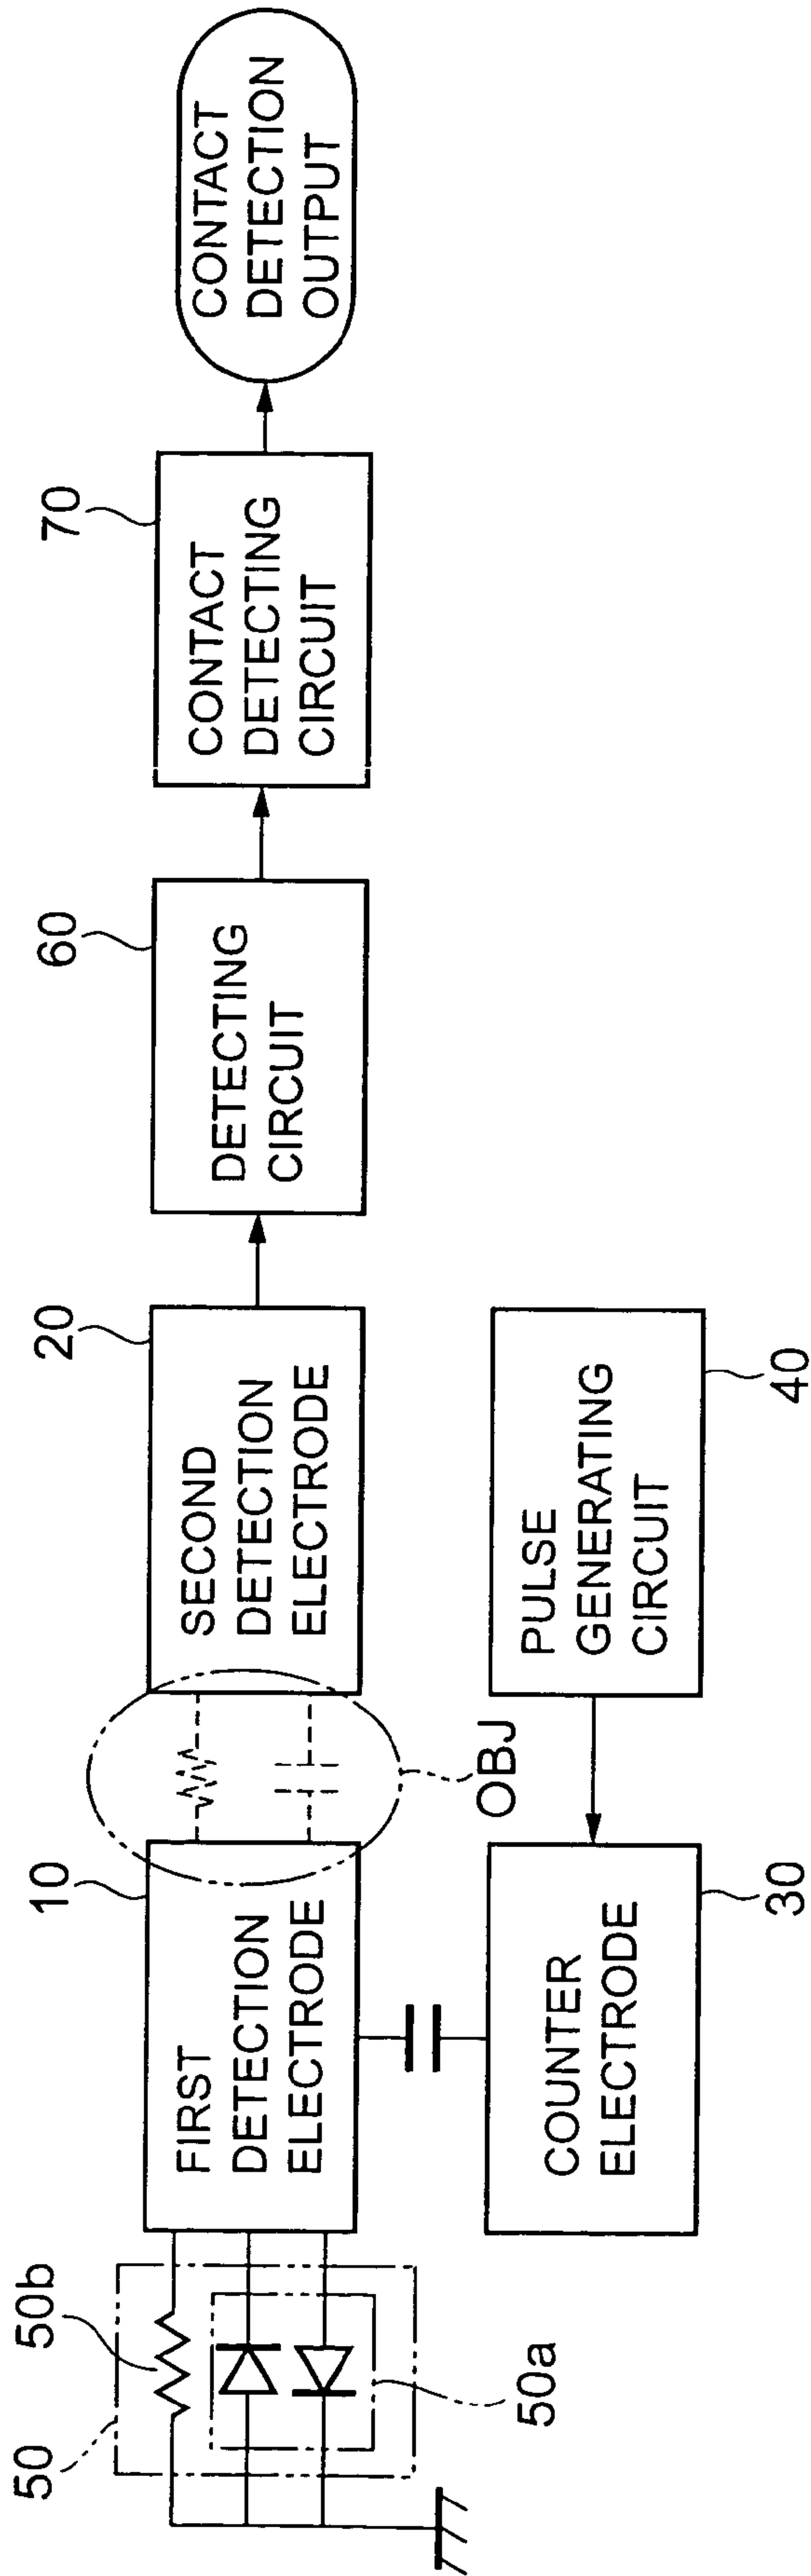 50
50b
50a
10
FIRST
DETECTION
ELECTRODE
OBJ
20
SECOND
DETECTION
ELECTRODE
60
DETECTING
CIRCUIT
70
CONTACT
DETECTING
CIRCUIT
CONTACT
DETECTION
OUTPUT
COUNTER
ELECTRODE
30
PULSE
GENERATING
CIRCUIT
40